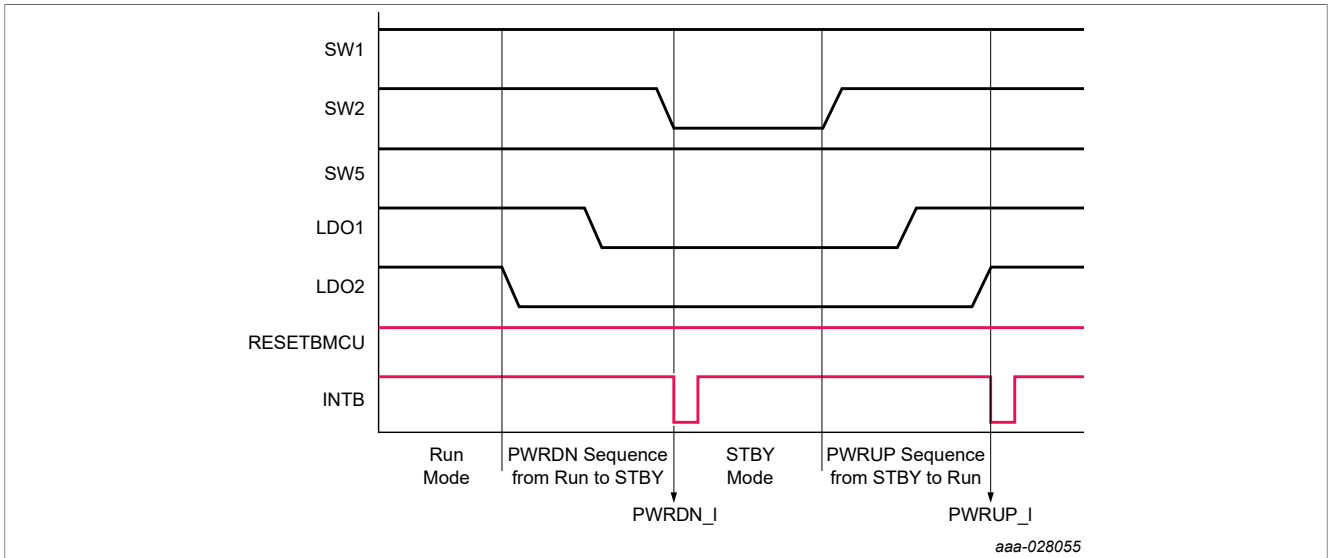 SW1
SW2
SW5
LDO1
LDO2
RESETBMCU
INTB
Run
Mode
PWRDN Sequence
from Run to STBY
STBY
Mode
PWRUP Sequence
from STBY to Run
PWRDN_I
PWRUP_I
aaa-028055